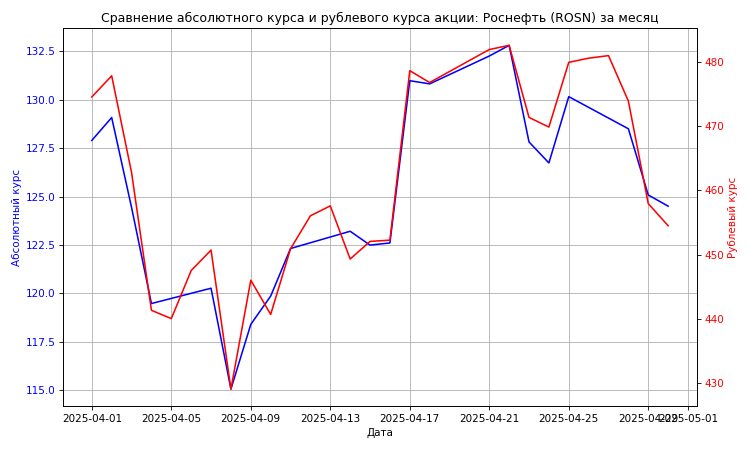 Сравнение абсолютного курса и рублевого курса акции: Роснефть (ROSN) за месяц
Абсолютный курс
132.5
130.0
127.5
125.0
122.5
120.0
117.5
115.0
480
470
460
450
440
430
Рублевый курс
2025-04-01 2025-04-05 2025-04-09 2025-04-13 2025-04-17 2025-04-21 2025-04-25 2025-04-29 2025-05-01
Дата